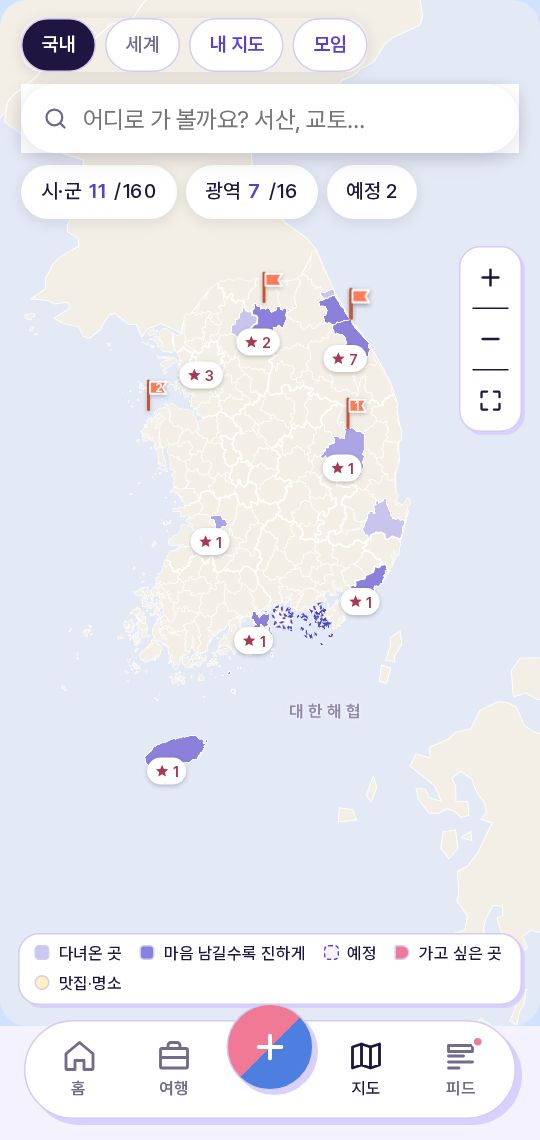 국내 세계 내 지도 모임
어디로 가 볼까요? 서산, 교토...
시·군 11 /160 광역 7 /16 예정 2
+
★ 2
★ 7
−
★ 3
2
1
★ 1
★ 1
★ 1
★ 1
대한해협
★ 1
다녀온 곳 마음 남길수록 진하게 예정 가고 싶은 곳
맛집·명소
+
홈 여행 지도 피드